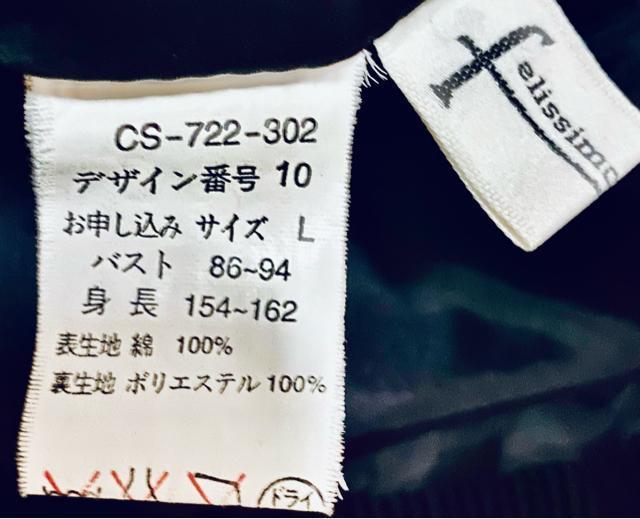 felissimo
CS-722-302
デザイン番号 10
お申し込み サイズ L
バスト 86~94
身長 154~162
表生地 綿 100%
裏生地 ポリエステル 100%
ドライ